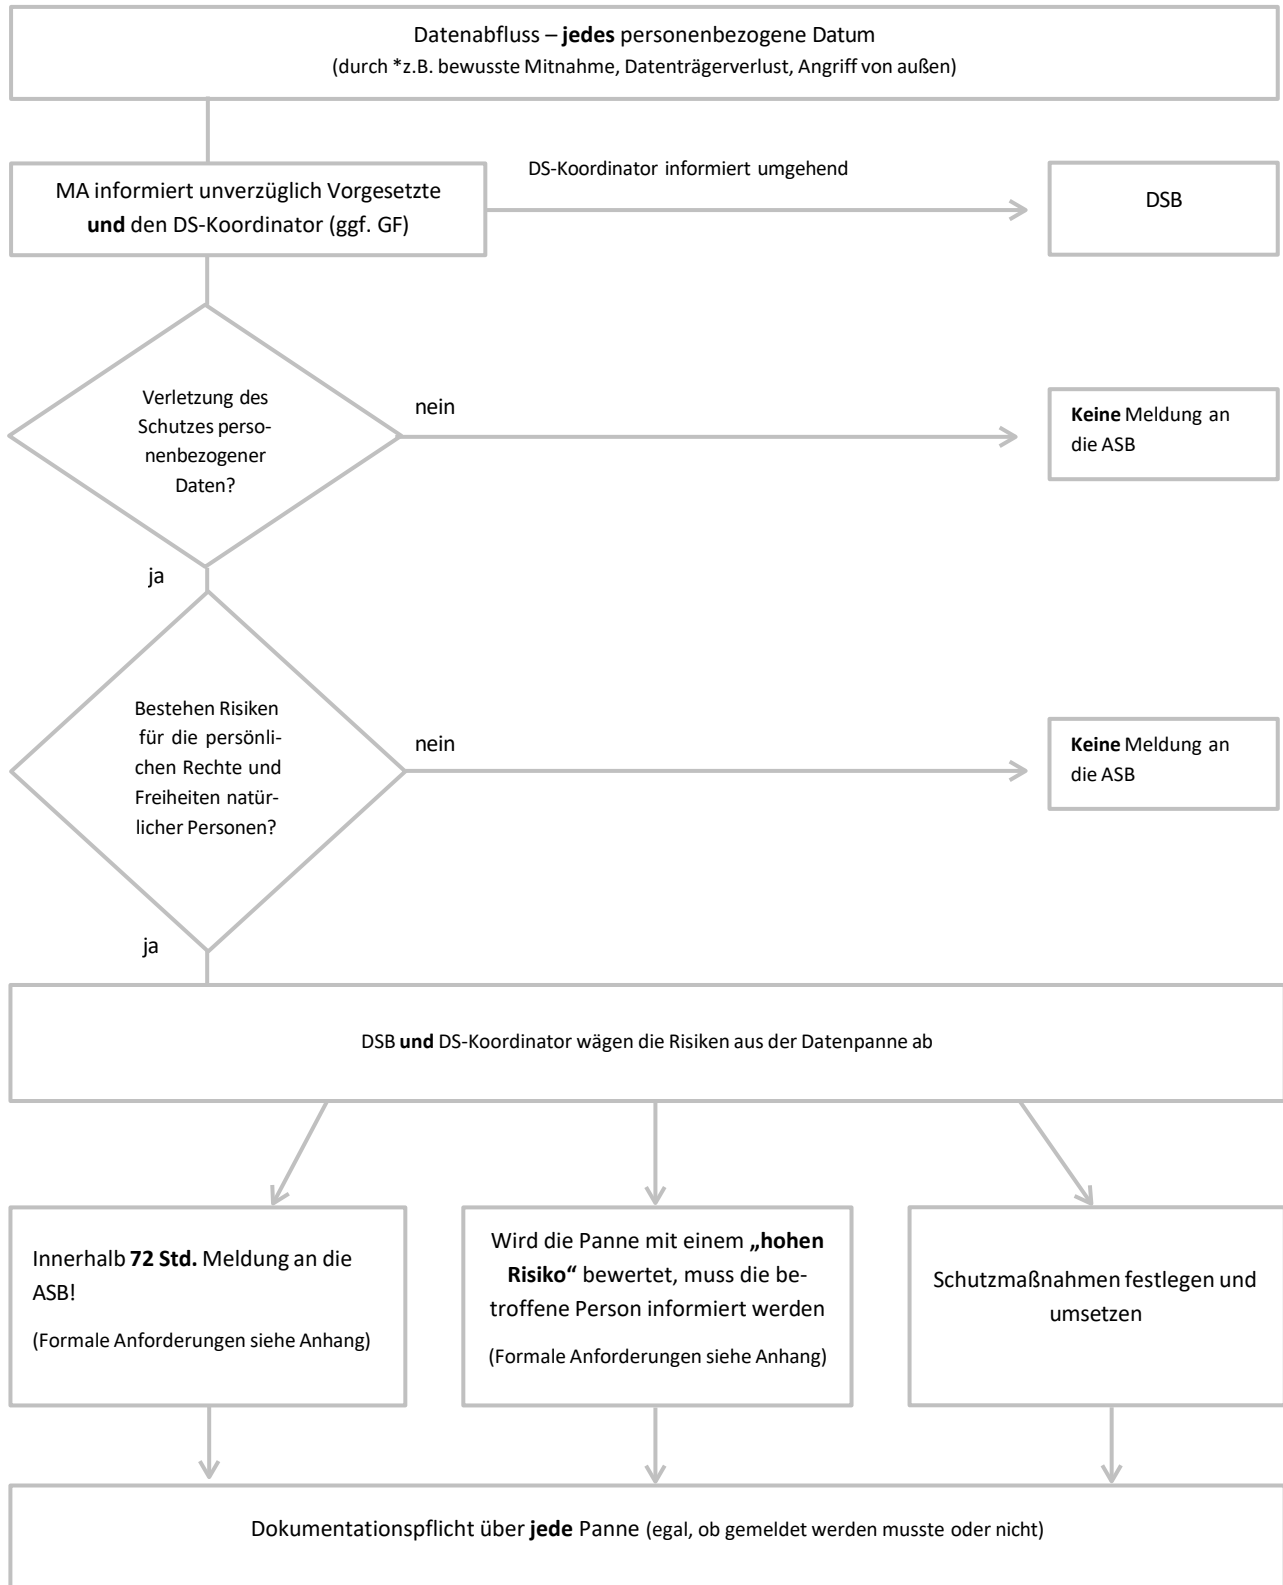 Datenabfluss – jedes personenbezogene Datum
(durch *z.B. bewusste Mitnahme, Datenträgerverlust, Angriff von außen)
MA informiert unverzüglich Vorgesetzte
und den DS-Koordinator (ggf. GF)
DS-Koordinator informiert umgehend
DSB
Verletzung des
Schutzes perso-
nenbezogener
Daten?
nein
Keine Meldung an
die ASB
ja
Bestehen Risiken
für die persönli-
chen Rechte und
Freiheiten natür-
licher Personen?
nein
Keine Meldung an
die ASB
ja
DSB und DS-Koordinator wägen die Risiken aus der Datenpanne ab
Innerhalb 72 Std. Meldung an die
ASB!
(Formale Anforderungen siehe Anhang)
Wird die Panne mit einem „hohen
Risiko“ bewertet, muss die be-
troffene Person informiert werden
(Formale Anforderungen siehe Anhang)
Schutzmaßnahmen festlegen und
umsetzen
Dokumentationspflicht über jede Panne (egal, ob gemeldet werden musste oder nicht)